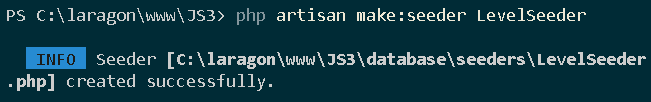 PS C:\laragon\www\JS3> php artisan make:seeder LevelSeeder
INFO Seeder [C:\laragon\www\JS3\database\seeders\LevelSeeder
.php] created successfully.